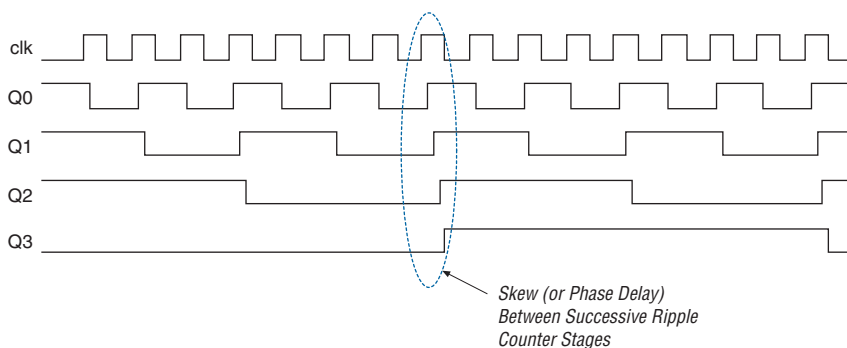 clk
Q0
Q1
Q2
Q3
Skew (or Phase Delay)
Between Successive Ripple
Counter Stages